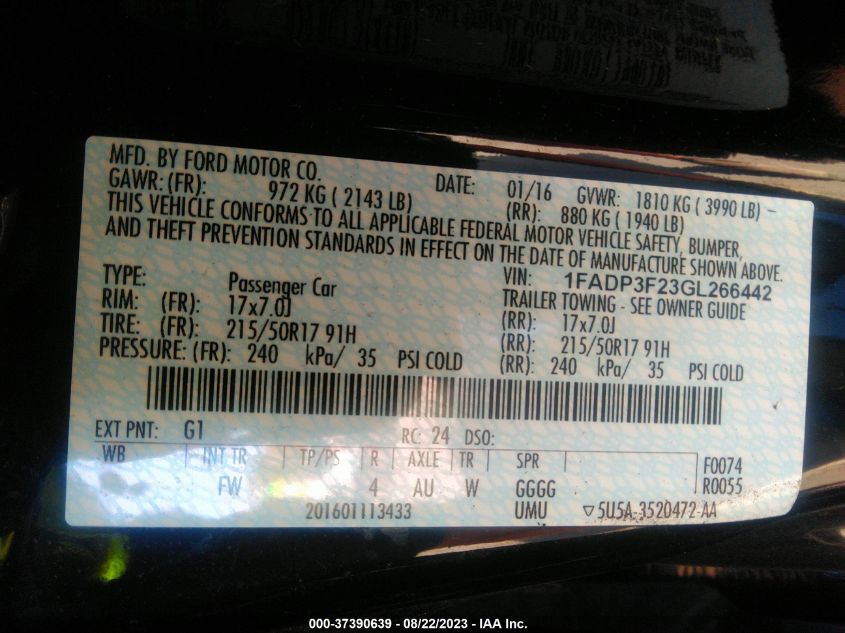 MFD. BY FORD MOTOR CO. DATE: 01/16 GVWR: 1810 KG ( 3990 LB) -
GAWR: (FR): 972 KG ( 2143 LB) (RR): 880 KG ( 1940 LB)
THIS VEHICLE CONFORMS TO ALL APPLICABLE FEDERAL MOTOR VEHICLE SAFETY, BUMPER,
AND THEFT PREVENTION STANDARDS IN EFFECT ON THE DATE OF MANUFACTURE SHOWN ABOVE.
VIN: 1FADP3F23GL266442
TYPE: Passenger Car TRAILER TOWING - SEE OWNER GUIDE
RIM: (FR): 17x7.0J (RR): 17x7.0J
TIRE: (FR): 215/50R17 91H (RR): 215/50R17 91H
PRESSURE: (FR): 240 kPa/ 35 PSI COLD (RR): 240 kPa/ 35 PSI COLD
EXT PNT: G1 RC: 24 DSO:
WB INT TR TP/PS R AXLE TR SPR F0074
FW 4 AU W GGGG R0055
201601113433 UMU ▽5U5A-3520472-AA
000-37390639 - 08/22/2023 - IAA Inc.